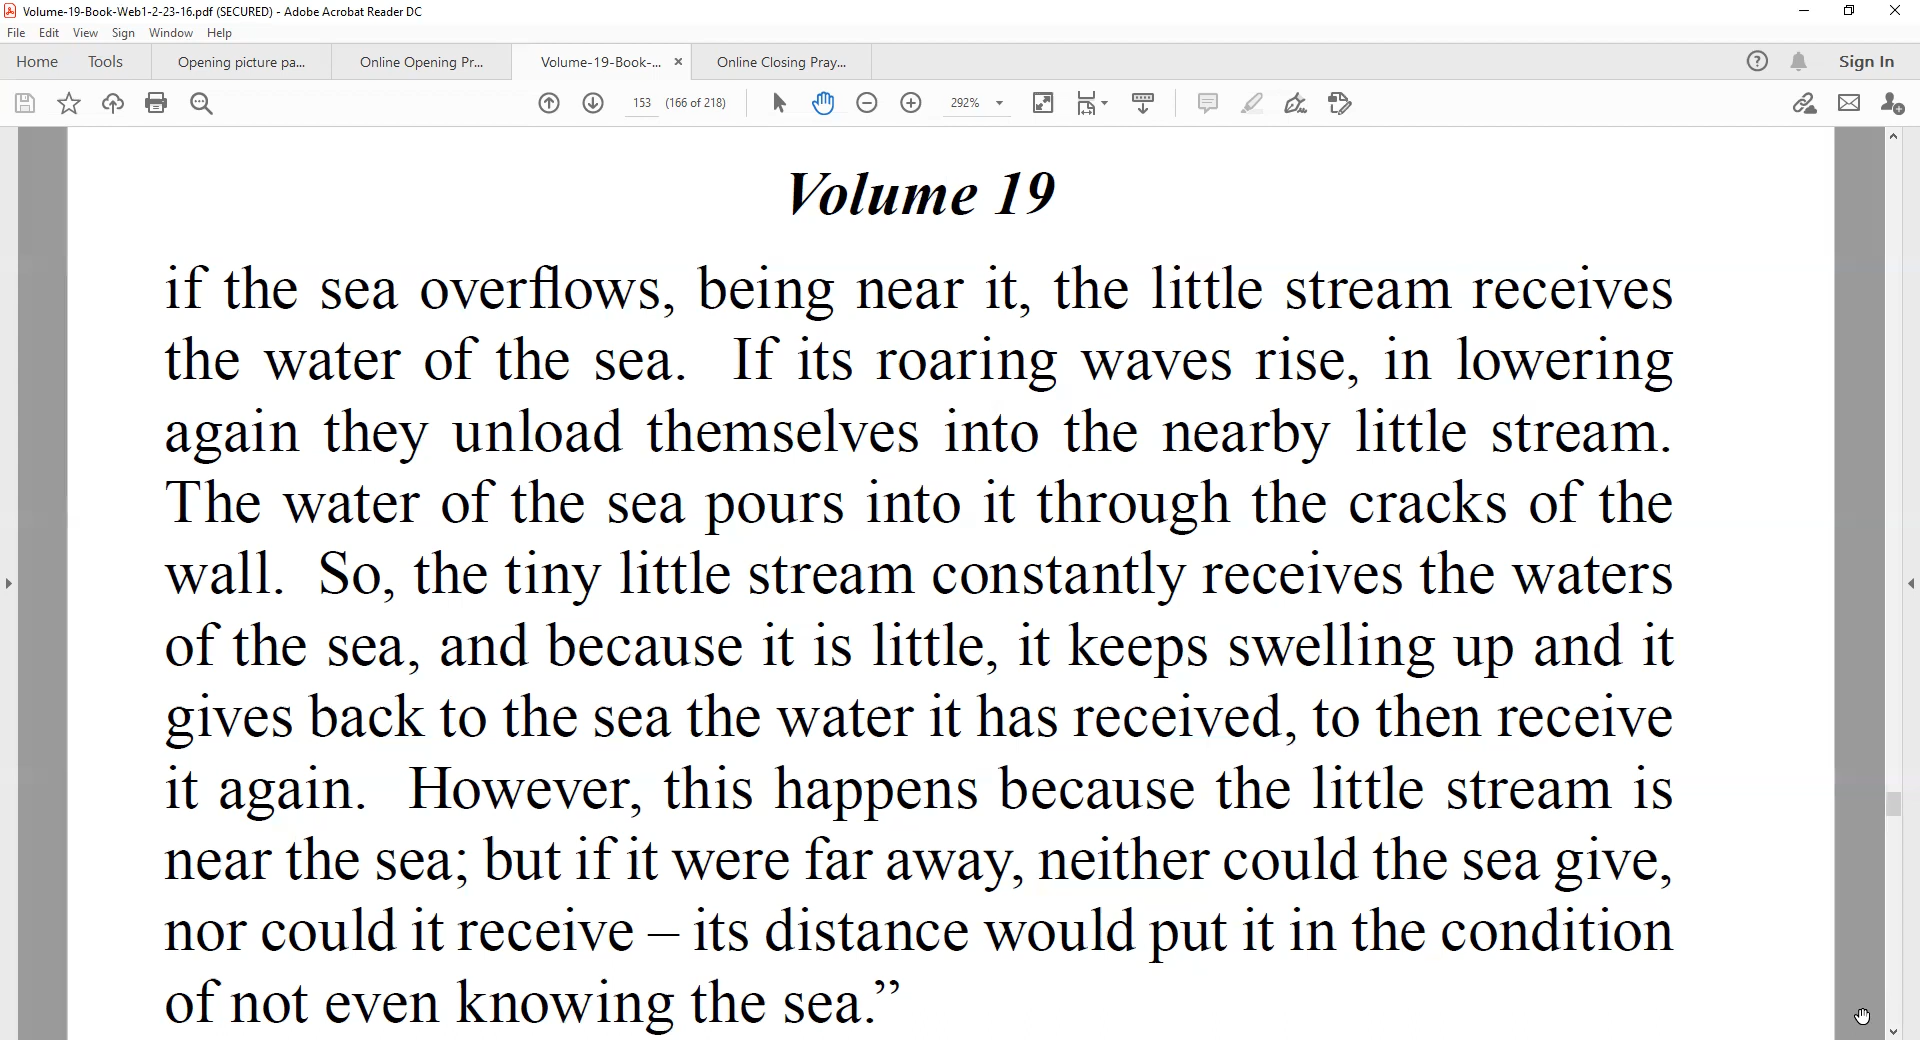 Volume-19-Book-Web1-2-23-16.pdf (SECURED) - Adobe Acrobat Reader DC
File Edit View Sign Window Help
Home Tools Opening picture pa... Online Opening Pr... Volume-19-Book-... × Online Closing Pray... Sign In
153 (166 of 218) 292%
Volume 19
if the sea overflows, being near it, the little stream receives
the water of the sea. If its roaring waves rise, in lowering
again they unload themselves into the nearby little stream.
The water of the sea pours into it through the cracks of the
wall. So, the tiny little stream constantly receives the waters
of the sea, and because it is little, it keeps swelling up and it
gives back to the sea the water it has received, to then receive
it again. However, this happens because the little stream is
near the sea; but if it were far away, neither could the sea give,
nor could it receive – its distance would put it in the condition
of not even knowing the sea.”